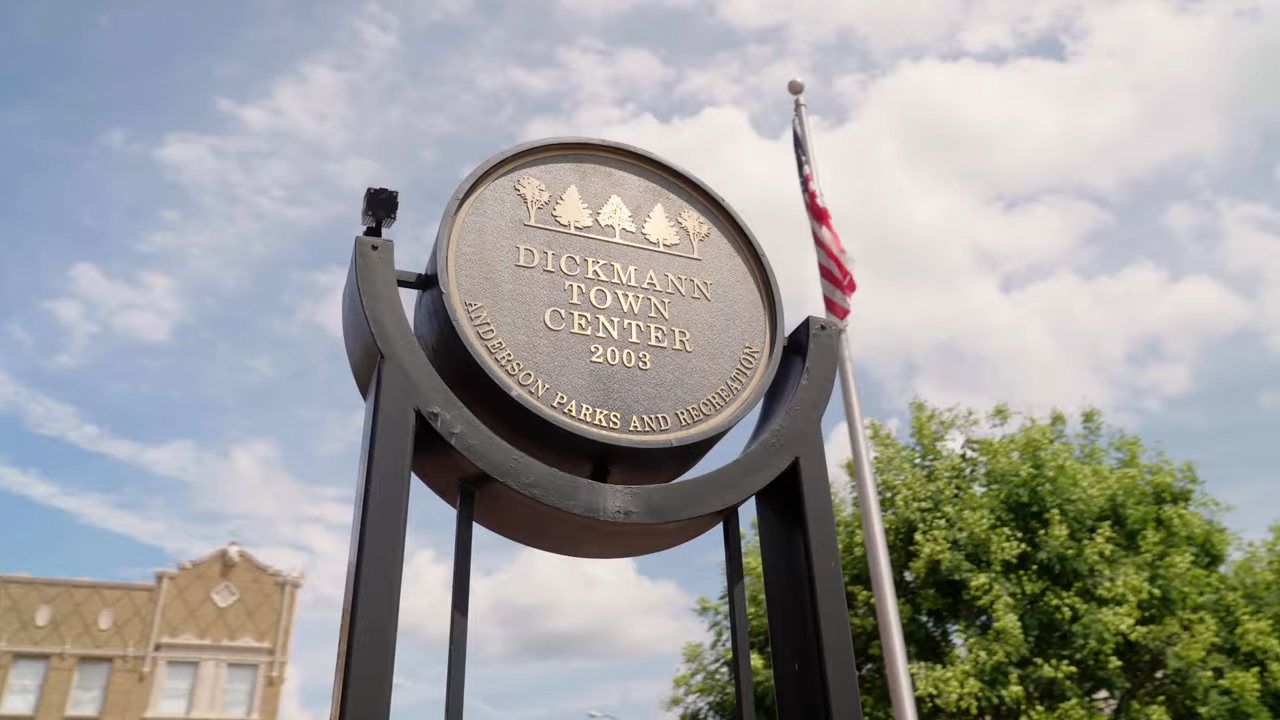 DICKMANN
TOWN
CENTER
2003
ANDERSON PARKS AND RECREATION